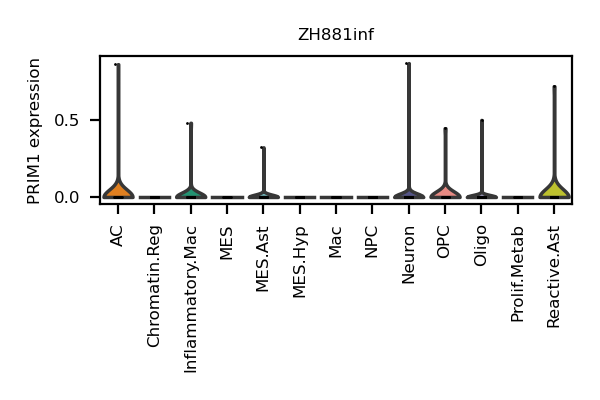 ZH881inf
PRIM1 expression
0.5
0.0
AC
Chromatin.Reg
Inflammatory.Mac
MES
MES.Ast
MES.Hyp
Mac
NPC
Neuron
OPC
Oligo
Prolif.Metab
Reactive.Ast